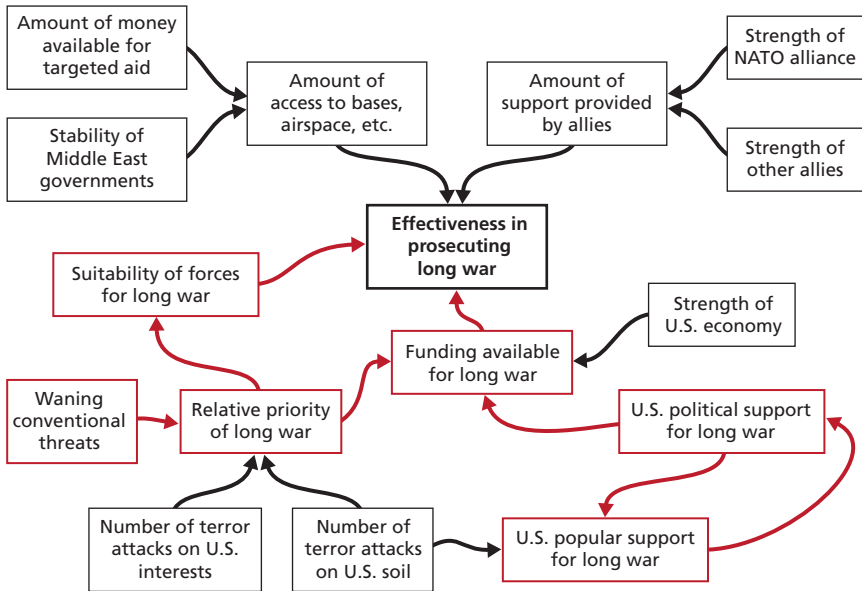 Amount of money
available for
targeted aid
Amount of
access to bases,
airspace, etc.
Amount of
support provided
by allies
Strength of
NATO alliance
Stability of
Middle East
governments
Strength of
other allies
Effectiveness in
prosecuting
long war
Suitability of forces
for long war
Strength of
U.S. economy
Funding available
for long war
Waning
conventional
threats
Relative priority
of long war
U.S. political support
for long war
Number of terror
attacks on U.S.
interests
Number of
terror attacks
on U.S. soil
U.S. popular support
for long war